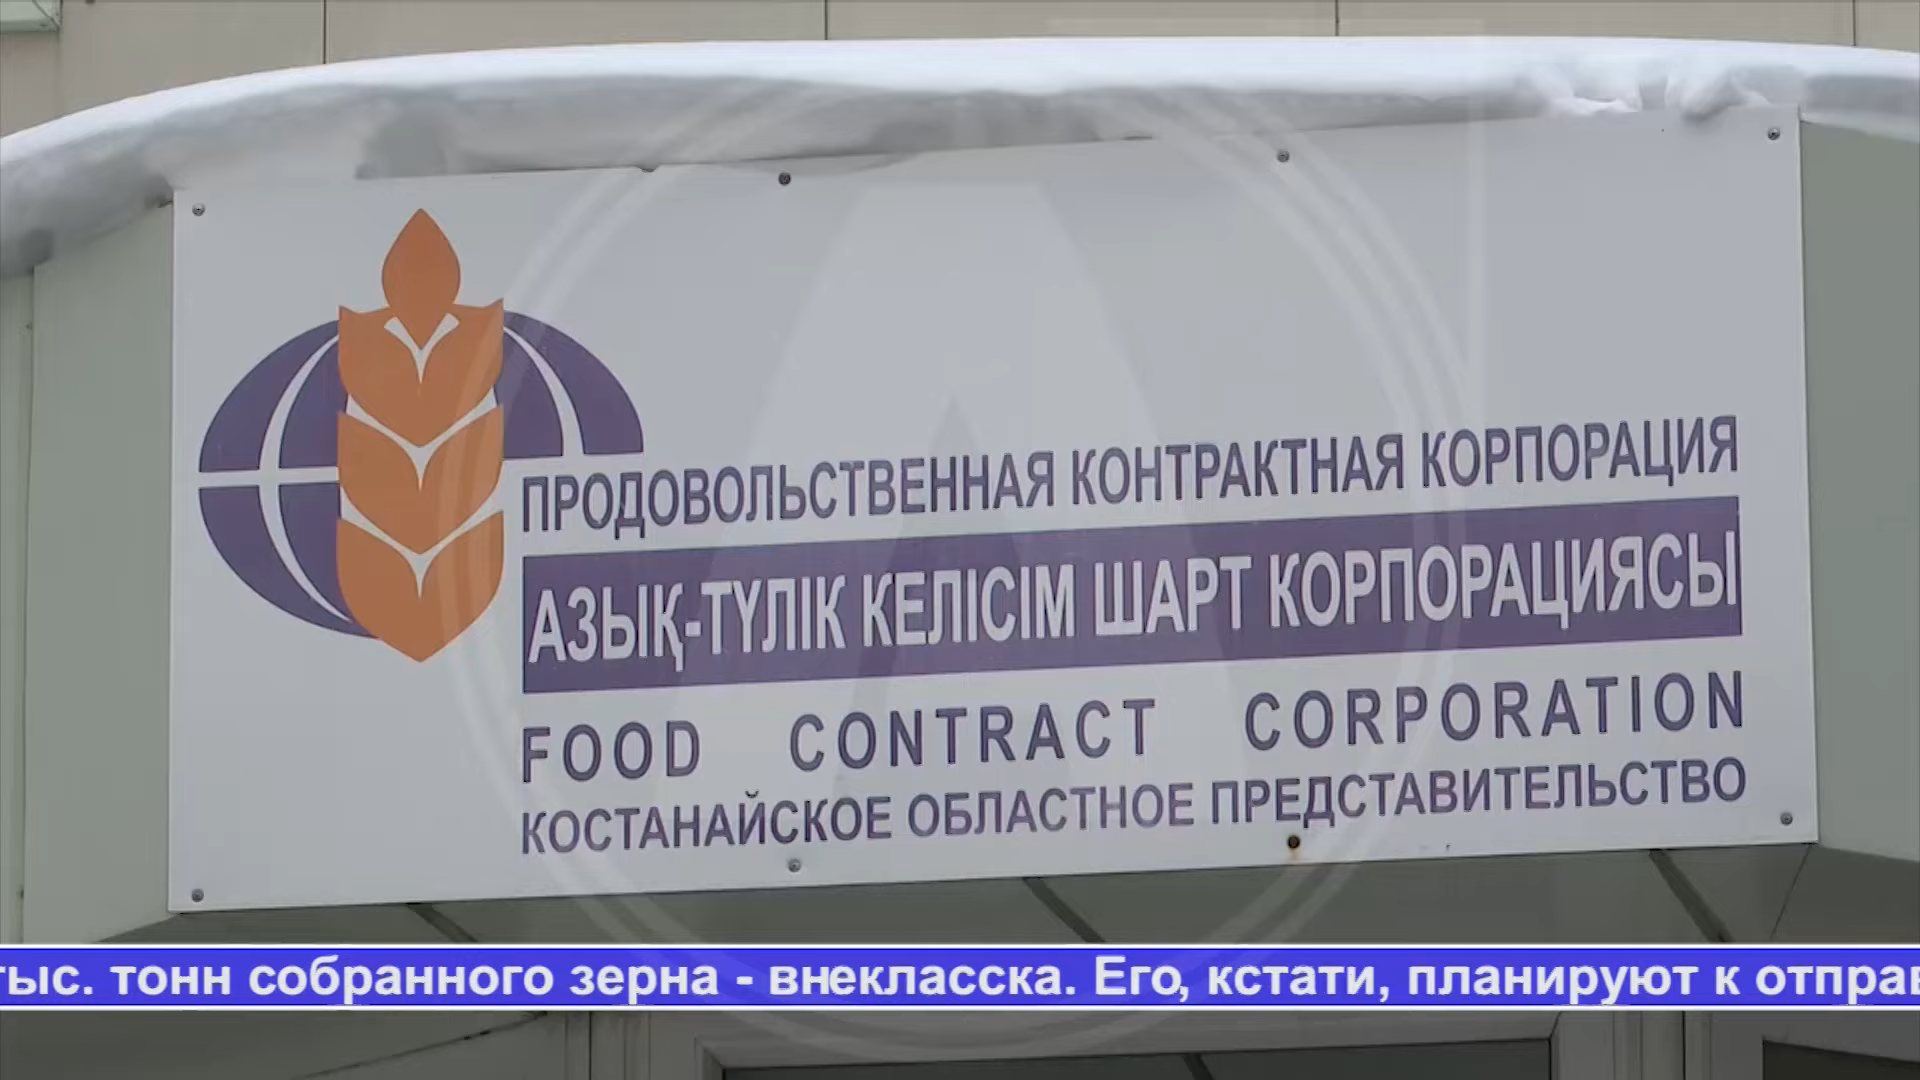 ПРОДОВОЛЬСТВЕННАЯ КОНТРАКТНАЯ КОРПОРАЦИЯ
АЗЫҚ-ТҮЛІК КЕЛІСІМ ШАРТ КОРПОРАЦИЯСЫ
FOOD CONTRACT CORPORATION
КОСТАНАЙСКОЕ ОБЛАСТНОЕ ПРЕДСТАВИТЕЛЬСТВО
тыс. тонн собранного зерна - внекласска. Его, кстати, планируют к отправ